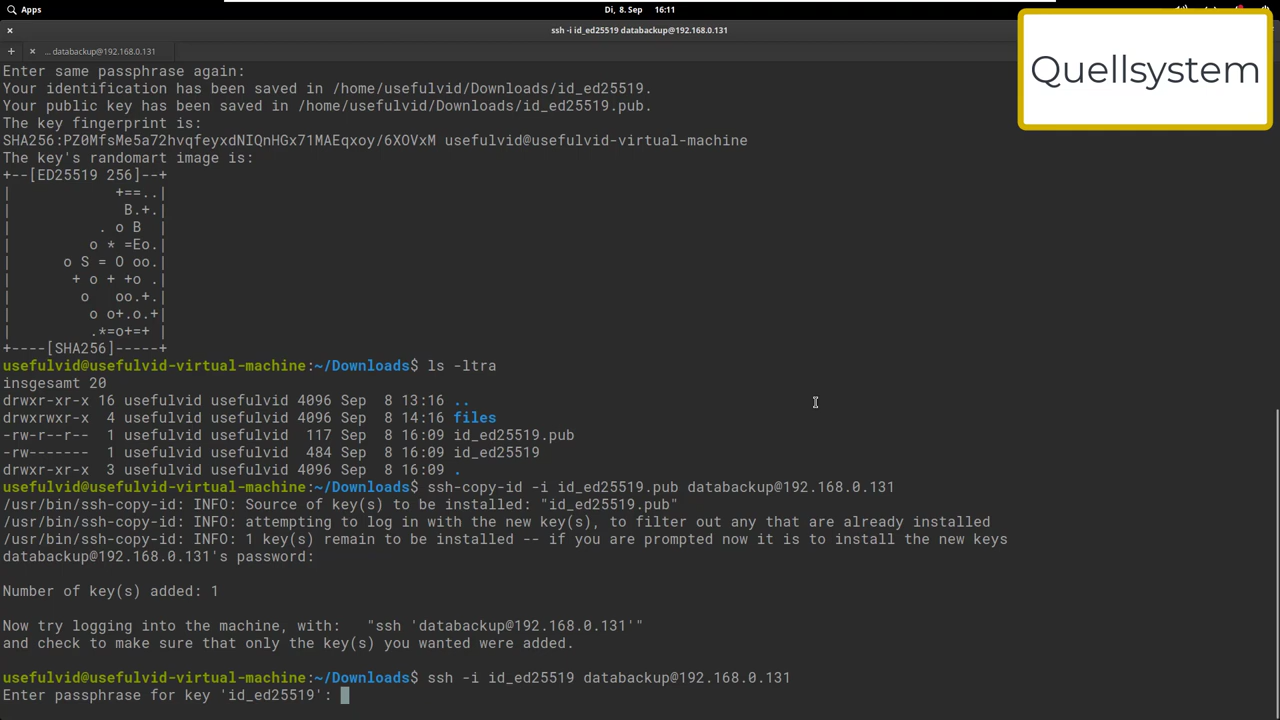 Apps
Di, 8. Sep 16:11
ssh -i id_ed25519 databackup@192.168.0.131
... databackup@192.168.0.131
Quellsystem
Enter same passphrase again:
Your identification has been saved in /home/usefulvid/Downloads/id_ed25519.
Your public key has been saved in /home/usefulvid/Downloads/id_ed25519.pub.
The key fingerprint is:
SHA256:PZ0MfsMe5a72hvqfeyxdNIQnHGx71MAEqxoy/6XOVxM usefulvid@usefulvid-virtual-machine
The key's randomart image is:
+--[ED25519 256]--+
|            +==..|
|             B.+.|
|            . o B  |
|          o * =Eo.|
|       o S = O oo.|
|        + o + +o .|
|         o   oo.+.|
|          o o+.o.+|
|          .*=o+=+ |
+----[SHA256]-----+
usefulvid@usefulvid-virtual-machine:~/Downloads$ ls -ltra
insgesamt 20
drwxr-xr-x 16 usefulvid usefulvid 4096 Sep  8 13:16 ..
drwxrwxr-x  4 usefulvid usefulvid 4096 Sep  8 14:16 files
-rw-r--r--  1 usefulvid usefulvid  117 Sep  8 16:09 id_ed25519.pub
-rw-------  1 usefulvid usefulvid  484 Sep  8 16:09 id_ed25519
drwxr-xr-x  3 usefulvid usefulvid 4096 Sep  8 16:09 .
usefulvid@usefulvid-virtual-machine:~/Downloads$ ssh-copy-id -i id_ed25519.pub databackup@192.168.0.131
/usr/bin/ssh-copy-id: INFO: Source of key(s) to be installed: "id_ed25519.pub"
/usr/bin/ssh-copy-id: INFO: attempting to log in with the new key(s), to filter out any that are already installed
/usr/bin/ssh-copy-id: INFO: 1 key(s) remain to be installed -- if you are prompted now it is to install the new keys
databackup@192.168.0.131's password:
Number of key(s) added: 1
Now try logging into the machine, with:   "ssh 'databackup@192.168.0.131'"
and check to make sure that only the key(s) you wanted were added.
usefulvid@usefulvid-virtual-machine:~/Downloads$ ssh -i id_ed25519 databackup@192.168.0.131
Enter passphrase for key 'id_ed25519':